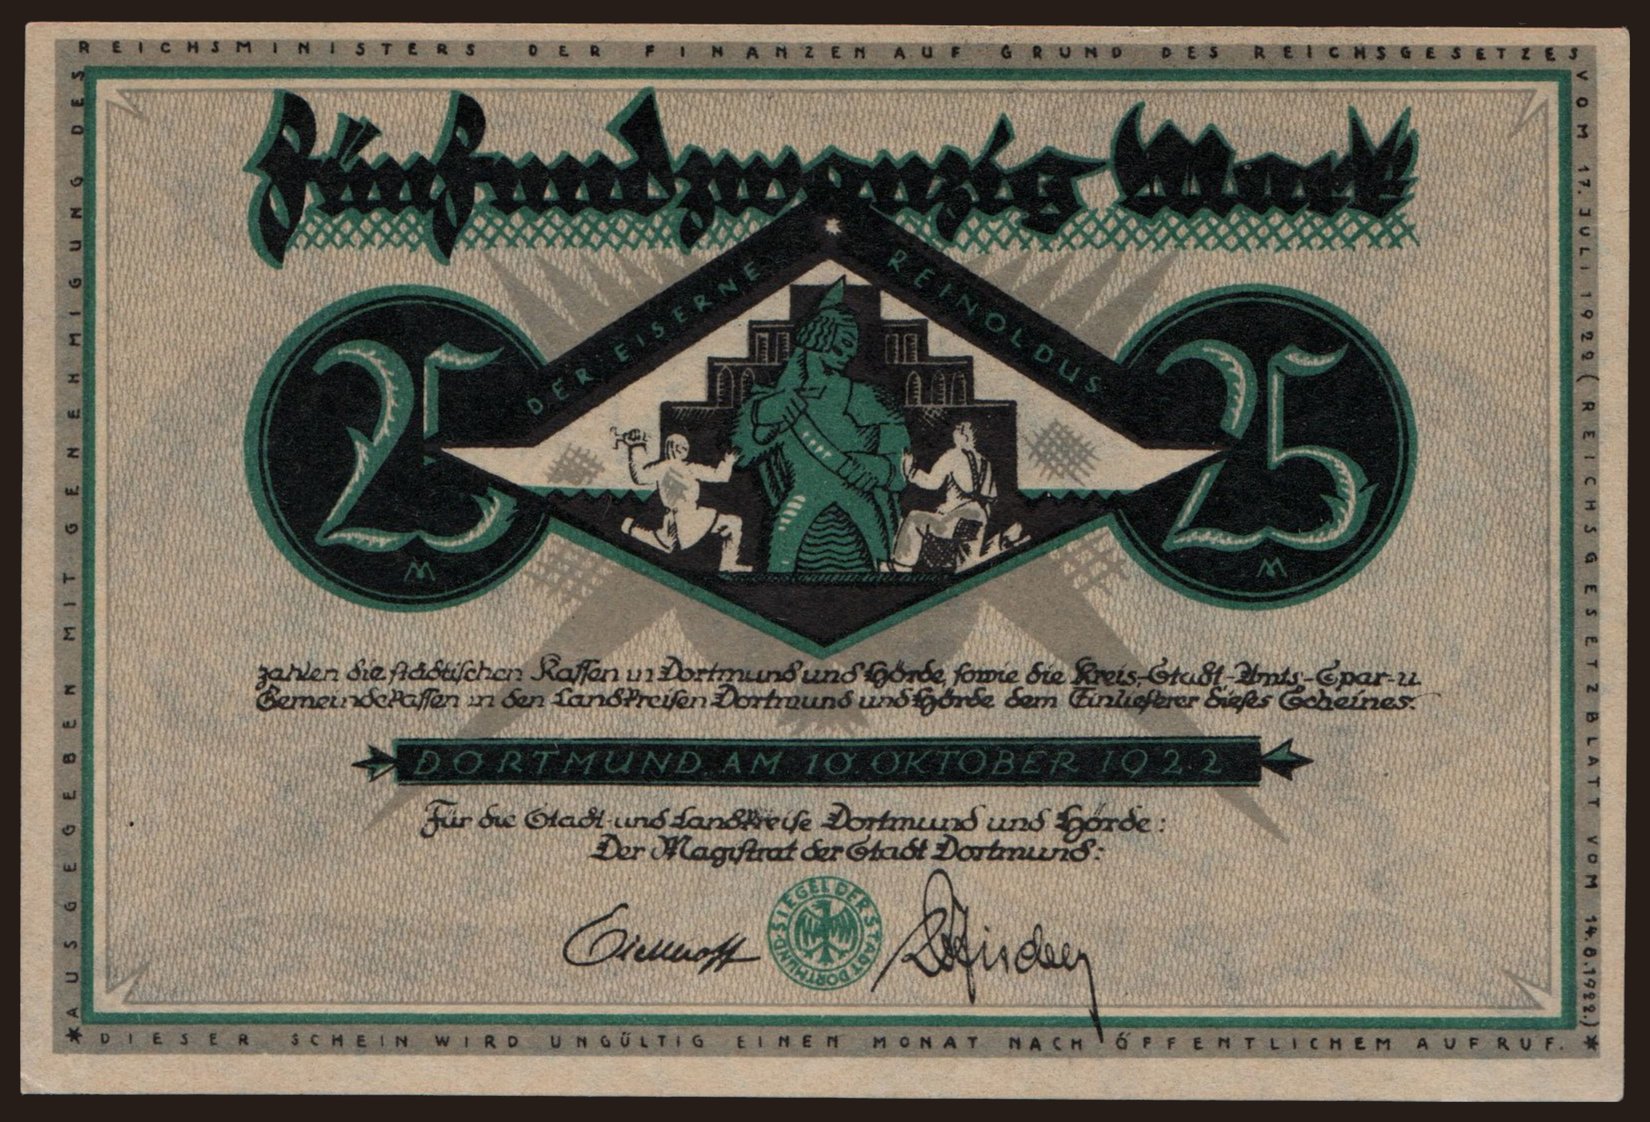 AUSGEGEBEN MIT GENEHMIGUNG DES
REICHSMINISTERS DER FINANZEN AUF GRUND DES REICHSGESETZES
VOM 17. JULI 1922 (REICHSGESETZBLATT VOM 14.8.1922.)
Fünfundzwanzig Mark
DER EISERNE REINOLDUS
25
M
25
M
zahlen die städtischen Kassen in Dortmund und Hörde, sowie die Kreis-Stadt-Amts-Spar-u
Gemeindekassen in den Landkreisen Dortmund und Hörde dem Einlieferer dieses Scheines.
DORTMUND AM 10. OKTOBER 1922
Für die Stadt und Landkreise Dortmund und Hörde:
Der Magistrat der Stadt Dortmund:
Eichhoff
SIEGEL DER STADT DORTMUND
DIESER SCHEIN WIRD UNGÜLTIG EINEN MONAT NACH ÖFFENTLICHEM AUFRUF.